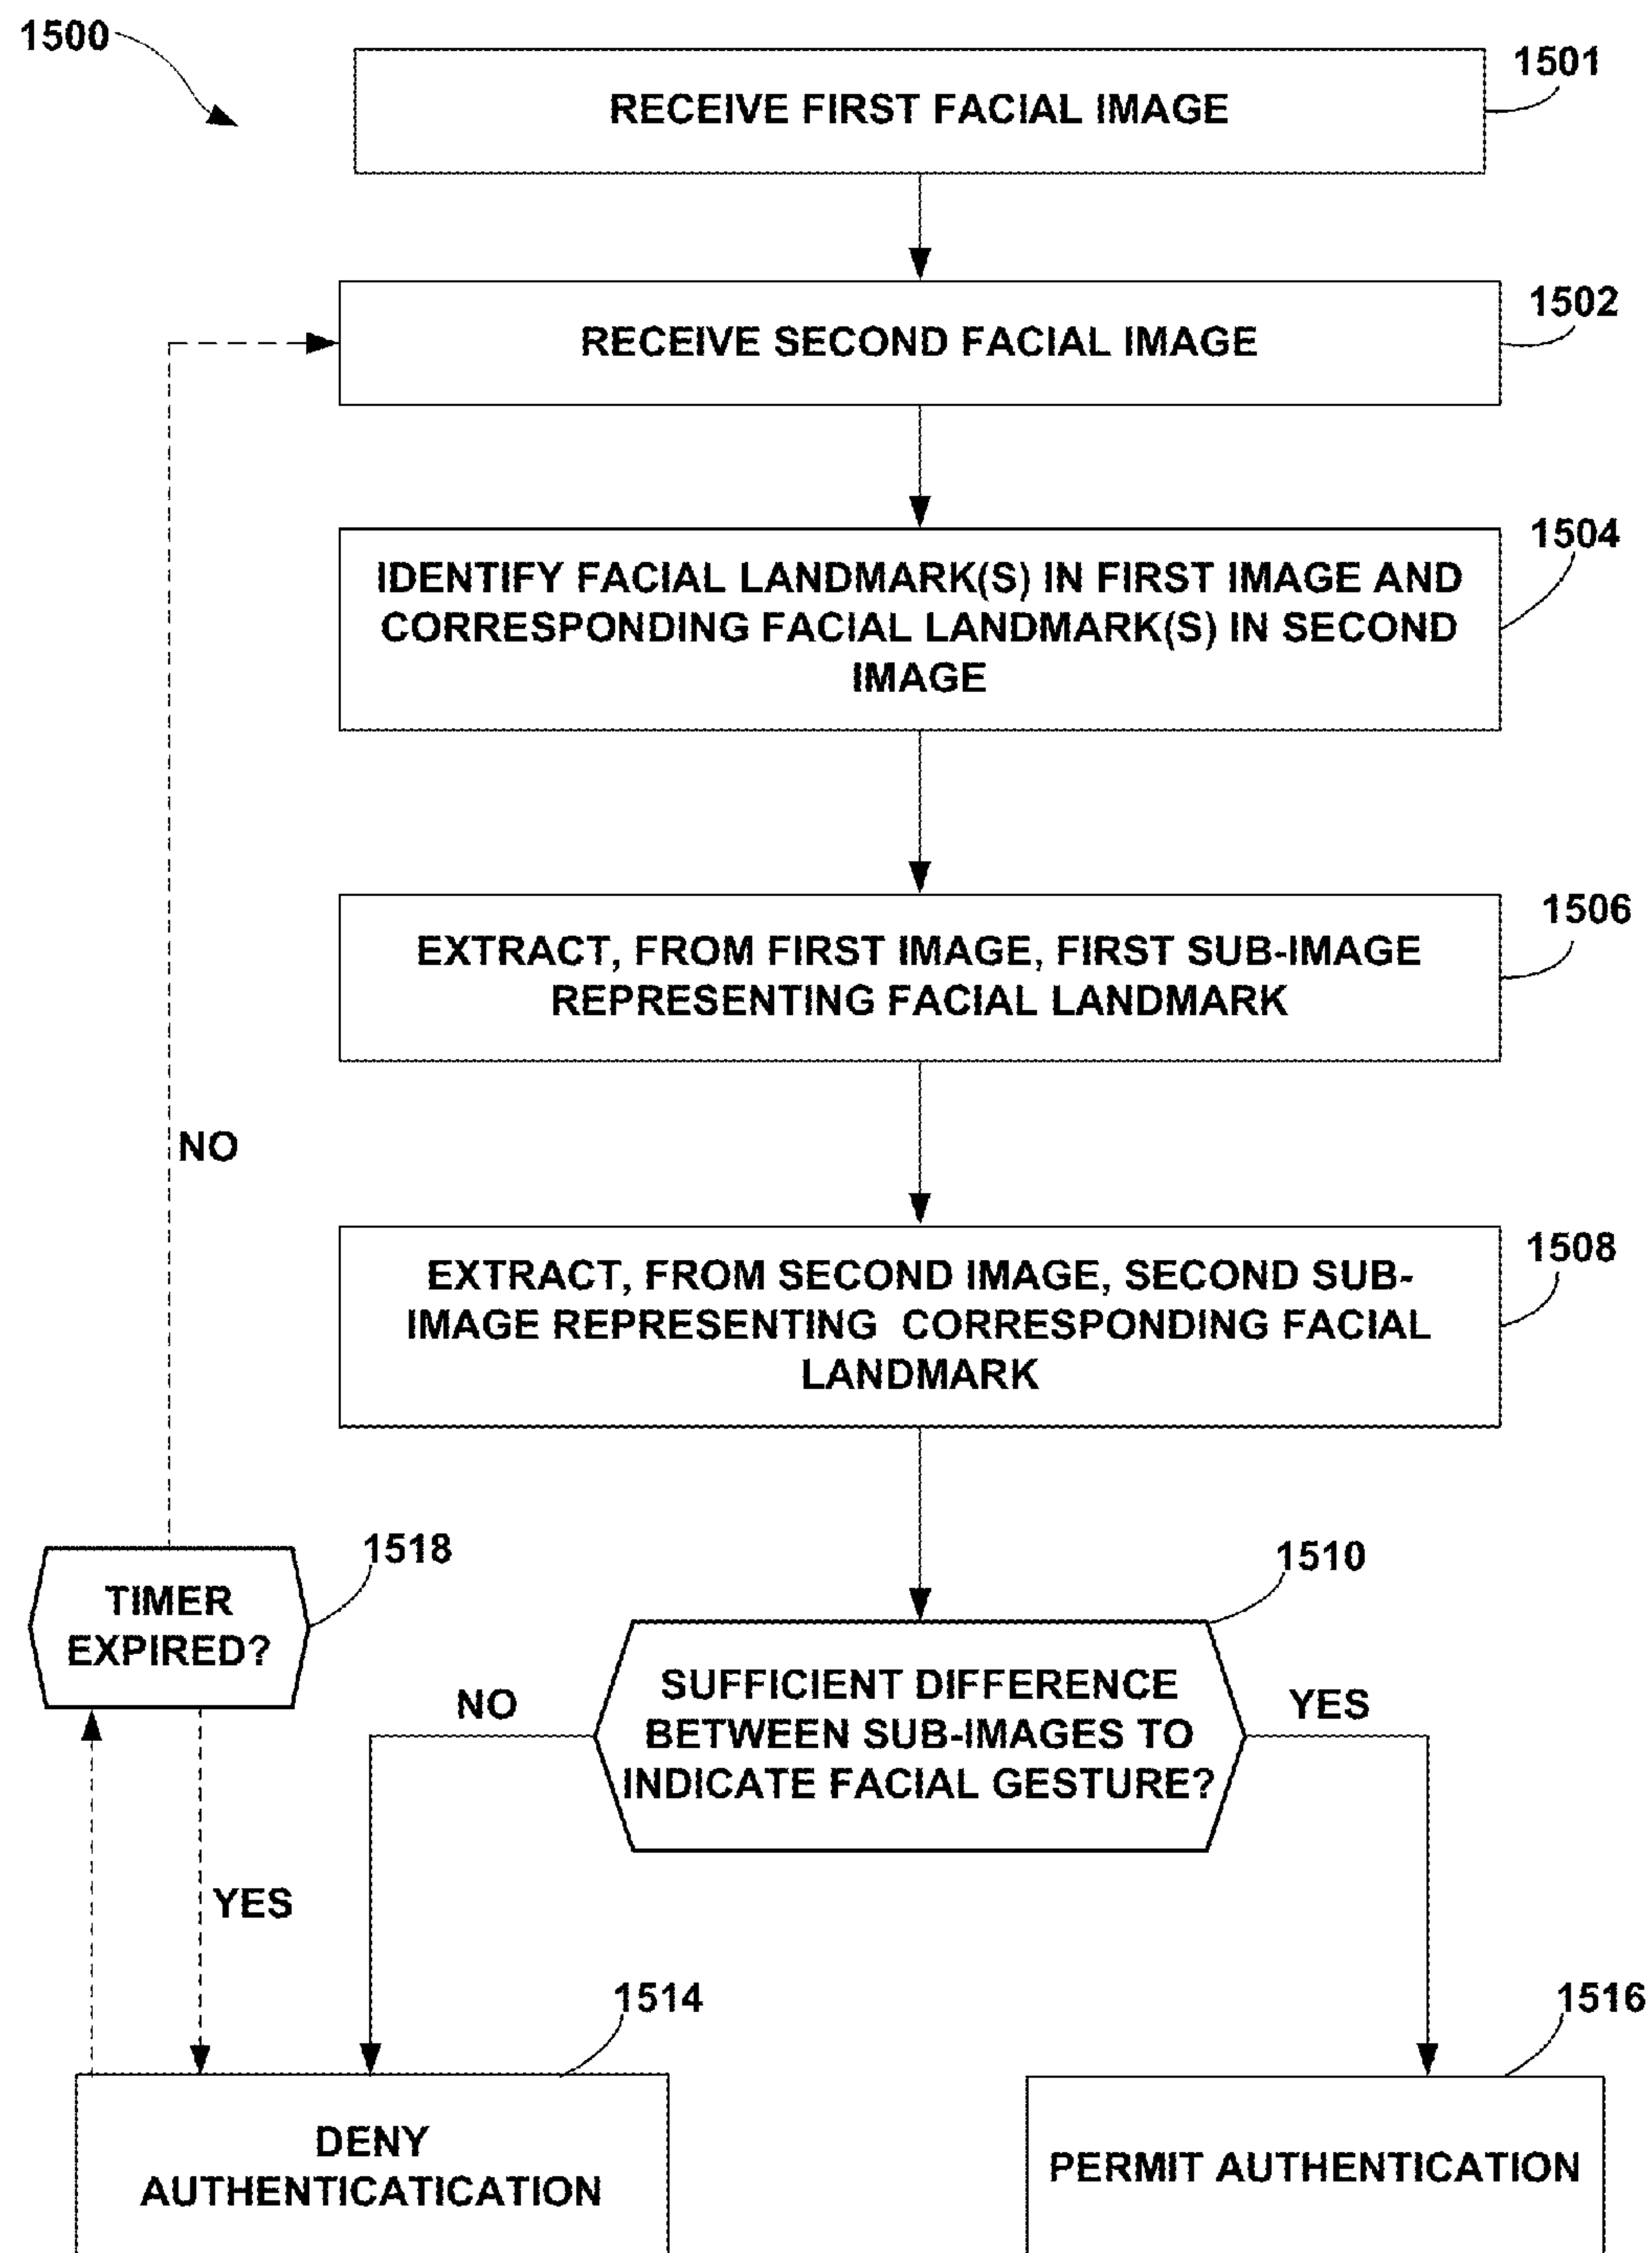 1500
1501
RECEIVE FIRST FACIAL IMAGE
1502
RECEIVE SECOND FACIAL IMAGE
1504
IDENTIFY FACIAL LANDMARK(S) IN FIRST IMAGE AND
CORRESPONDING FACIAL LANDMARK(S) IN SECOND
IMAGE
1506
EXTRACT, FROM FIRST IMAGE, FIRST SUB-IMAGE
REPRESENTING FACIAL LANDMARK
NO
1508
EXTRACT, FROM SECOND IMAGE, SECOND SUB-
IMAGE REPRESENTING CORRESPONDING FACIAL
LANDMARK
1518
TIMER
EXPIRED?
1510
SUFFICIENT DIFFERENCE
BETWEEN SUB-IMAGES TO
INDICATE FACIAL GESTURE?
NO
YES
YES
1514
DENY
AUTHENTICATICATION
1516
PERMIT AUTHENTICATION